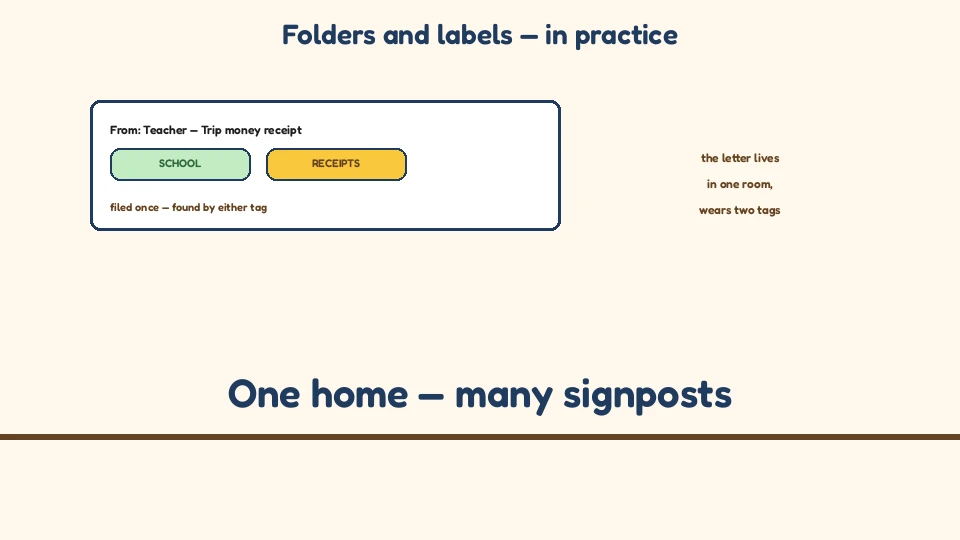 Folders and labels — in practice
From: Teacher — Trip money receipt
SCHOOL
RECEIPTS
filed once — found by either tag
the letter lives
in one room,
wears two tags
One home — many signposts